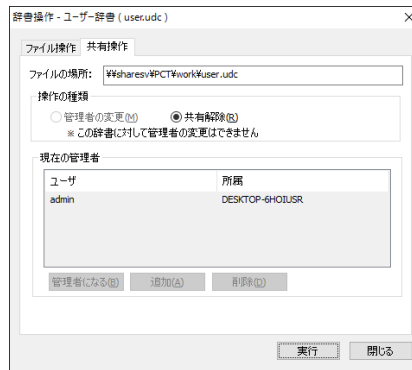 辞書操作 - ユーザー辞書 ( user.udc )
ファイル操作 共有操作
ファイルの場所: ¥¥sharesv¥PCT¥work¥user.udc
操作の種類
管理者の変更(M) 共有解除(R)
※ この辞書に対して管理者の変更はできません
現在の管理者
ユーザ 所属
admin DESKTOP-6HOIUSR
管理者になる(B) 追加(A) 削除(D)
実行 閉じる